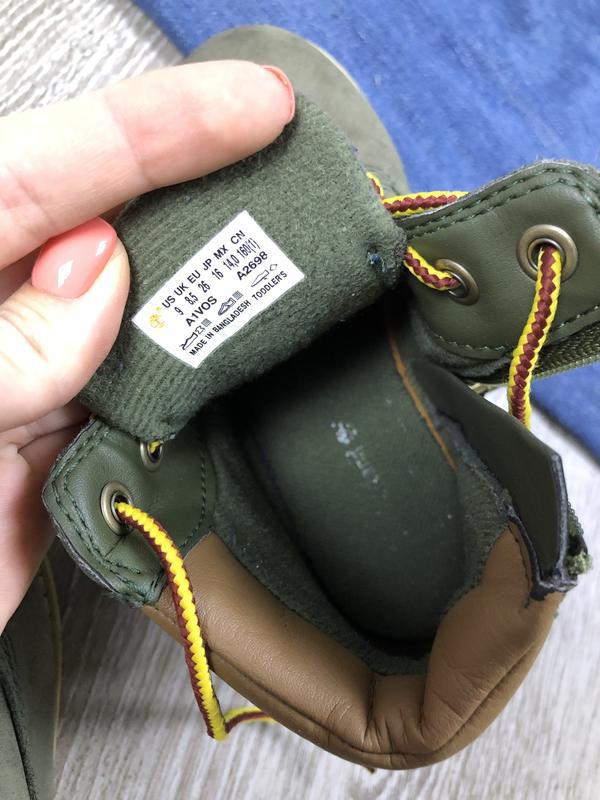 US UK EU JP MX CN
9 8.5 26 16 14.0 160(1)
A1VOS A2698
MADE IN BANGLADESH TODDLER'S